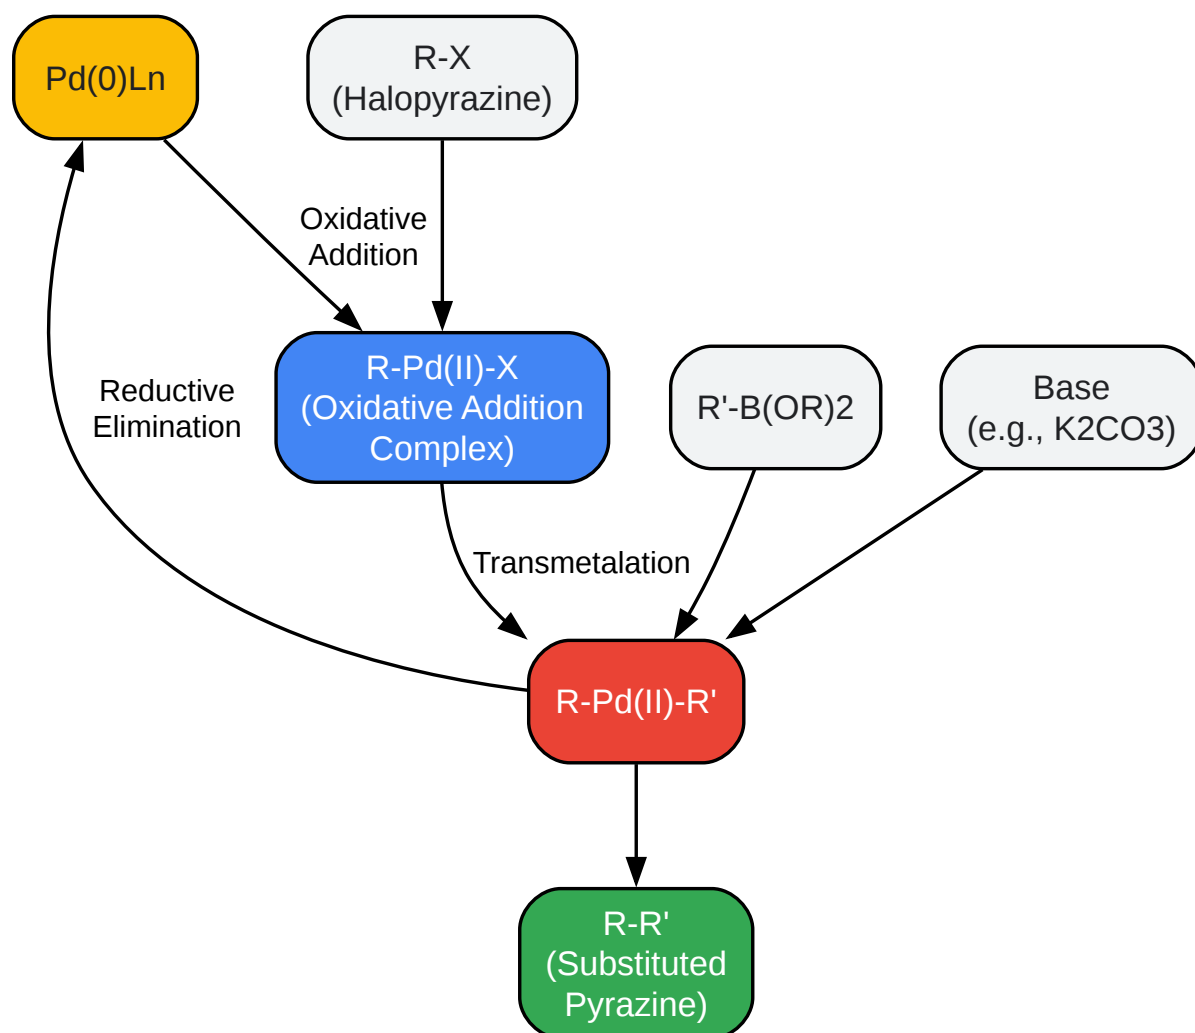 Pd(0)Ln
R-X
(Halopyrazine)
Oxidative
Addition
R-Pd(II)-X
(Oxidative Addition
Complex)
Reductive
Elimination
R'-B(OR)2
Base
(e.g., K2CO3)
Transmetalation
R-Pd(II)-R'
R-R'
(Substituted
Pyrazine)